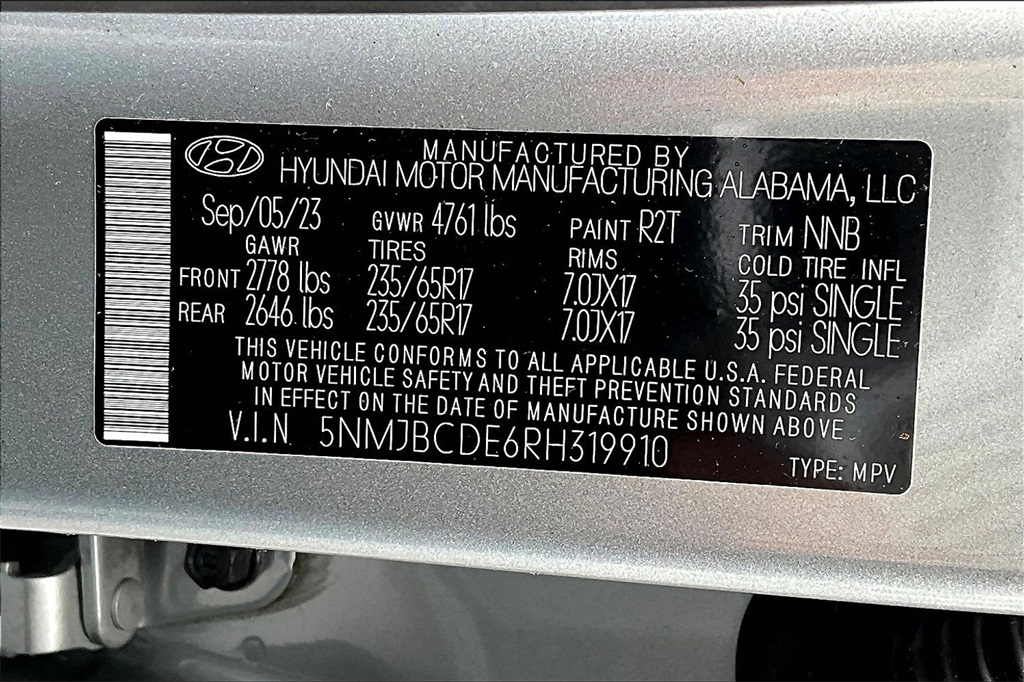 MANUFACTURED BY
HYUNDAI MOTOR MANUFACTURING ALABAMA, LLC
Sep/05/23 GVWR 4761 lbs PAINT R2T TRIM NNB
GAWR TIRES RIMS COLD TIRE INFL
FRONT 2778 lbs 235/65R17 7.0JX17 35 psi SINGLE
REAR 2646 lbs 235/65R17 7.0JX17 35 psi SINGLE
THIS VEHICLE CONFORMS TO ALL APPLICABLE U.S.A. FEDERAL
MOTOR VEHICLE SAFETY AND THEFT PREVENTION STANDARDS
IN EFFECT ON THE DATE OF MANUFACTURE SHOWN ABOVE
V.I.N 5NMJBCDE6RH319910
TYPE: MPV